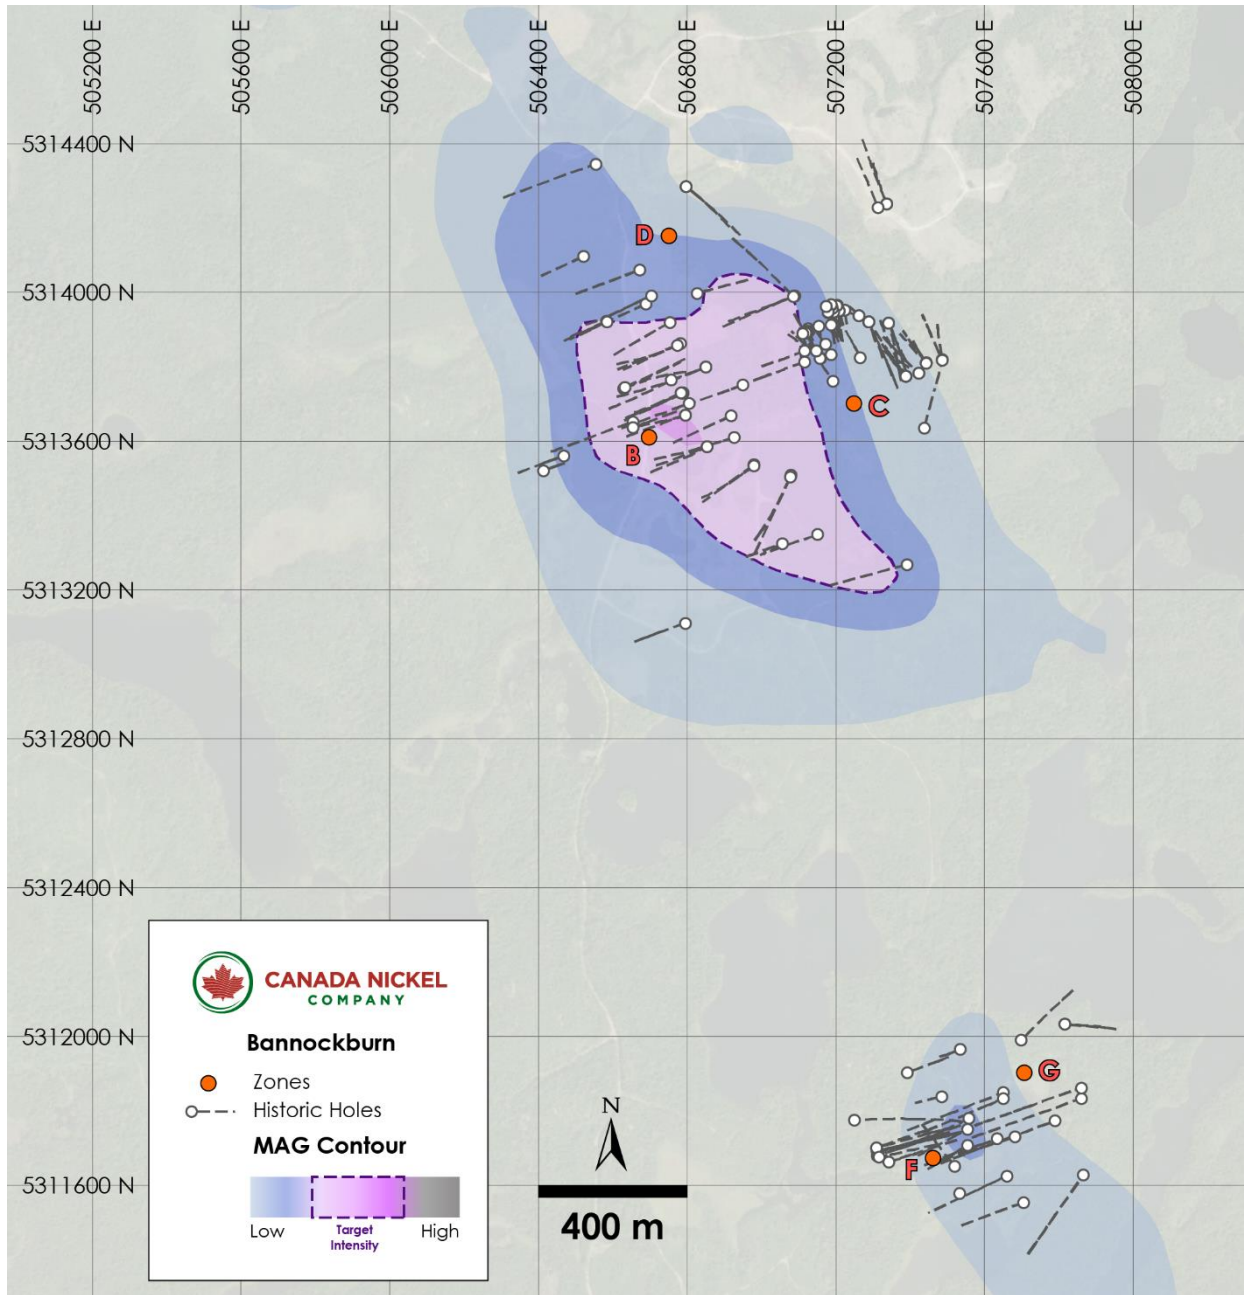 505200 E
505600 E
506000 E
506400 E
506800 E
507200 E
507600 E
508000 E
5314400 N
5314000 N
5313600 N
5313200 N
5312800 N
5312400 N
5312000 N
5311600 N
D
C
B
G
F
CANADA NICKEL
COMPANY
Bannockburn
Zones
Historic Holes
MAG Contour
Low
Target
Intensity
High
N
400 m